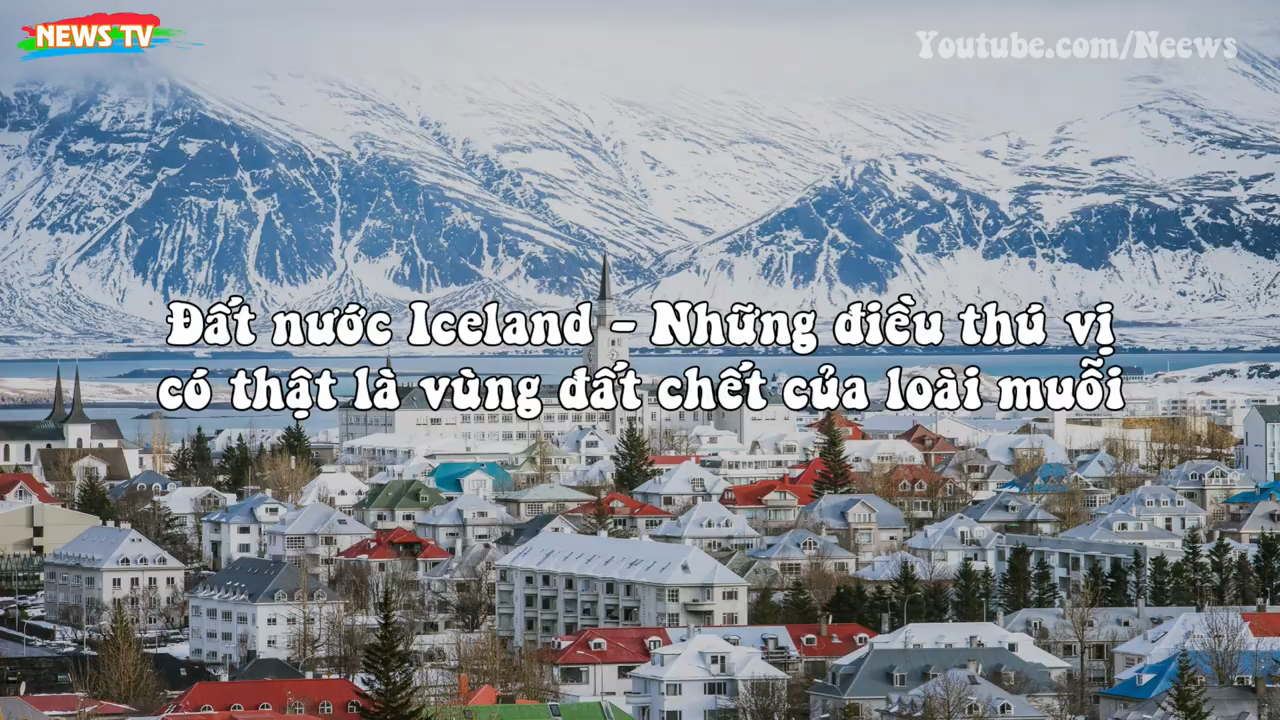 NEWS TV
Youtube.com/Neews
Đất nước Iceland - Những điều thú vị
có thật là vùng đất chết của loài muỗi